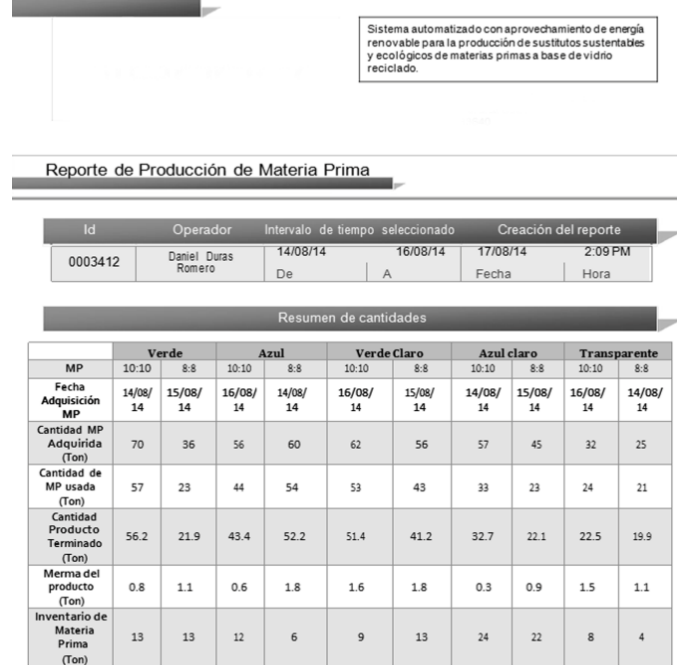 Sistema automatizado con aprovechamiento de energía
renovable para la producción de sustitutos sustentables
y ecológicos de materias primas a base de vidrio
reciclado.
Reporte de Producción de Materia Prima
Id Operador Intervalo de tiempo seleccionado Creación del reporte
0003412 Daniel Duras Romero 14/08/14 16/08/14 17/08/14 2:09 PM
De A Fecha Hora
Resumen de cantidades
Verde Azul Verde Claro Azul claro Transparente
MP 10:10 8:8 10:10 8:8 10:10 8:8 10:10 8:8 10:10 8:8
Fecha Adquisición MP 14/08/14 15/08/14 16/08/14 14/08/14 16/08/14 15/08/14 14/08/14 15/08/14 16/08/14 14/08/14
Cantidad MP Adquirida (Ton) 70 36 56 60 62 56 57 45 32 25
Cantidad de MP usada (Ton) 57 23 44 54 53 43 33 23 24 21
Cantidad Producto Terminado (Ton) 56.2 21.9 43.4 52.2 51.4 41.2 32.7 22.1 22.5 19.9
Merma del producto (Ton) 0.8 1.1 0.6 1.8 1.6 1.8 0.3 0.9 1.5 1.1
Inventario de Materia Prima (Ton) 13 13 12 6 9 13 24 22 8 4